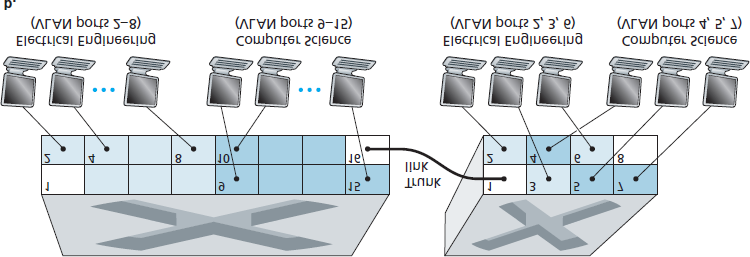 1
9
15
Trunk
link
1
3
5
7
2
4
8
10
16
2
4
6
8
Electrical Engineering
(VLAN ports 2–8)
Computer Science
(VLAN ports 9–15)
Electrical Engineering
(VLAN ports 2, 3, 6)
Computer Science
(VLAN ports 4, 5, 7)
b.